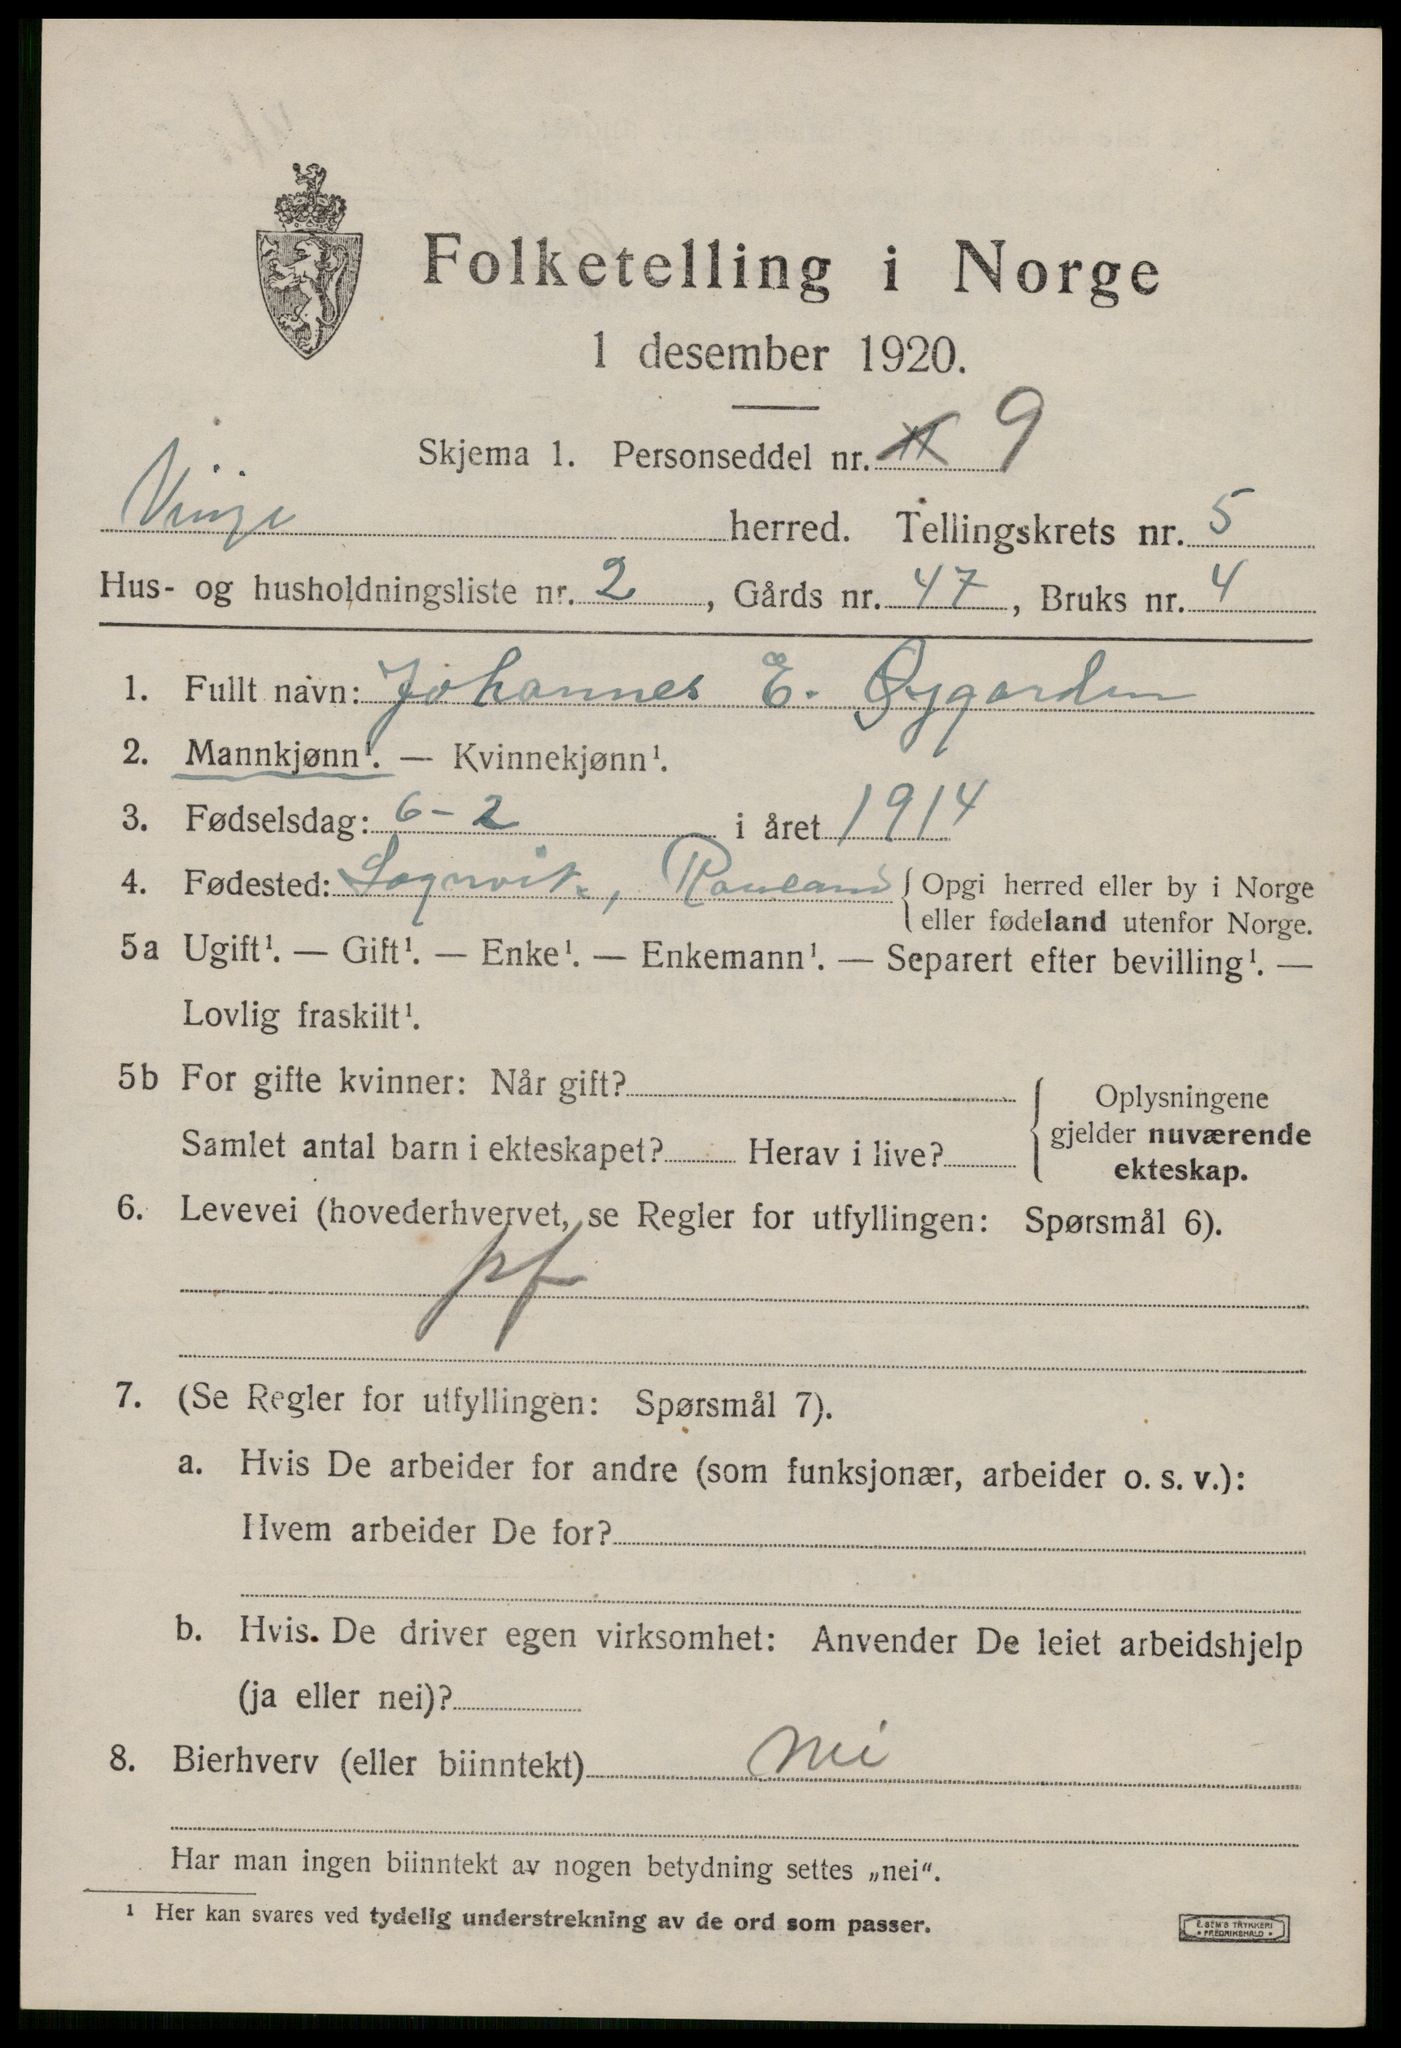 Folketelling i Norge
1 desember 1920.
Skjema 1. Personseddel nr. 9
Vinje herred. Tellingskrets nr. 5
Hus- og husholdningsliste nr. 2, Gårds nr. 47, Bruks nr. 4
1. Fullt navn: Johannes E. Øygarden
2. Mannkjønn¹. — Kvinnekjønn¹.
3. Fødselsdag: 6-2 i året 1914
4. Fødested: Rauland { Opgi herred eller by i Norge
eller fødeland utenfor Norge.
5a Ugift¹. — Gift¹. — Enke¹. — Enkemann¹. — Separert efter bevilling¹. —
Lovlig fraskilt¹.
5b For gifte kvinner: Når gift?
Samlet antal barn i ekteskapet? Herav i live?
{ Oplysningene
gjelder nuværende
ekteskap.
6. Levevei (hovederhvervet, se Regler for utfyllingen: Spørsmål 6).
pf
7. (Se Regler for utfyllingen: Spørsmål 7).
a. Hvis De arbeider for andre (som funksjonær, arbeider o. s. v.):
Hvem arbeider De for?
b. Hvis. De driver egen virksomhet: Anvender De leiet arbeidshjelp
(ja eller nei)?
8. Bierhverv (eller biinntekt) nei
Har man ingen biinntekt av nogen betydning settes „nei“.
¹ Her kan svares ved tydelig understrekning av de ord som passer.
E. SEM'S TRYKKERI
• FREDRIKSHALD •